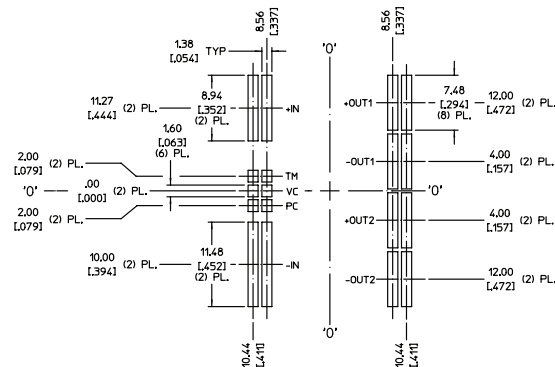 8.56
[.337]
8.56
[.337]
1.38
[.054] TYP
'0'
11.27
[.444] (2) PL.
8.94
[.352]
(2) PL.
+IN
+OUT1
7.48
[.294]
(8) PL.
12.00
[.472] (2) PL.
1.60
[.063]
(6) PL.
2.00
[.079] (2) PL.
TM
-OUT1
4.00
[.157] (2) PL.
'0'
.00
[.000] (2) PL.
VC
'0'
2.00
[.079] (2) PL.
PC
+OUT2
4.00
[.157] (2) PL.
10.00
[.394] (2) PL.
11.48
[.452]
(2) PL.
-IN
-OUT2
12.00
[.472] (2) PL.
'0'
10.44
[.411]
10.44
[.411]